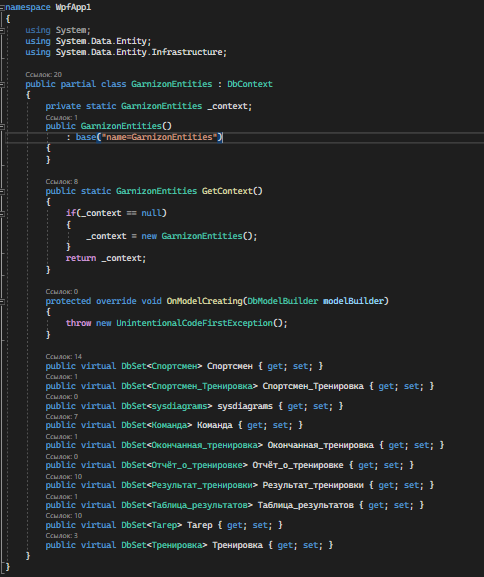 namespace WpfApp1
{
using System;
using System.Data.Entity;
using System.Data.Entity.Infrastructure;
Ссылок: 20
public partial class GarnizonEntities : DbContext
{
private static GarnizonEntities _context;
Ссылок: 1
public GarnizonEntities()
: base("name=GarnizonEntities")
{
}
Ссылок: 8
public static GarnizonEntities GetContext()
{
if(_context == null)
{
_context = new GarnizonEntities();
}
return _context;
}
Ссылок: 0
protected override void OnModelCreating(DbModelBuilder modelBuilder)
{
throw new UnintentionalCodeFirstException();
}
Ссылок: 14
public virtual DbSet<Спортсмен> Спортсмен { get; set; }
Ссылок: 1
public virtual DbSet<Спортсмен_Тренировка> Спортсмен_Тренировка { get; set; }
Ссылок: 0
public virtual DbSet<sysdiagrams> sysdiagrams { get; set; }
Ссылок: 7
public virtual DbSet<Команда> Команда { get; set; }
Ссылок: 1
public virtual DbSet<Окончанная_тренировка> Окончанная_тренировка { get; set; }
Ссылок: 0
public virtual DbSet<Отчёт_о_тренировке> Отчёт_о_тренировке { get; set; }
Ссылок: 10
public virtual DbSet<Результат_тренировки> Результат_тренировки { get; set; }
Ссылок: 1
public virtual DbSet<Таблица_результатов> Таблица_результатов { get; set; }
Ссылок: 10
public virtual DbSet<Тагер> Тагер { get; set; }
Ссылок: 3
public virtual DbSet<Тренировка> Тренировка { get; set; }
}
}